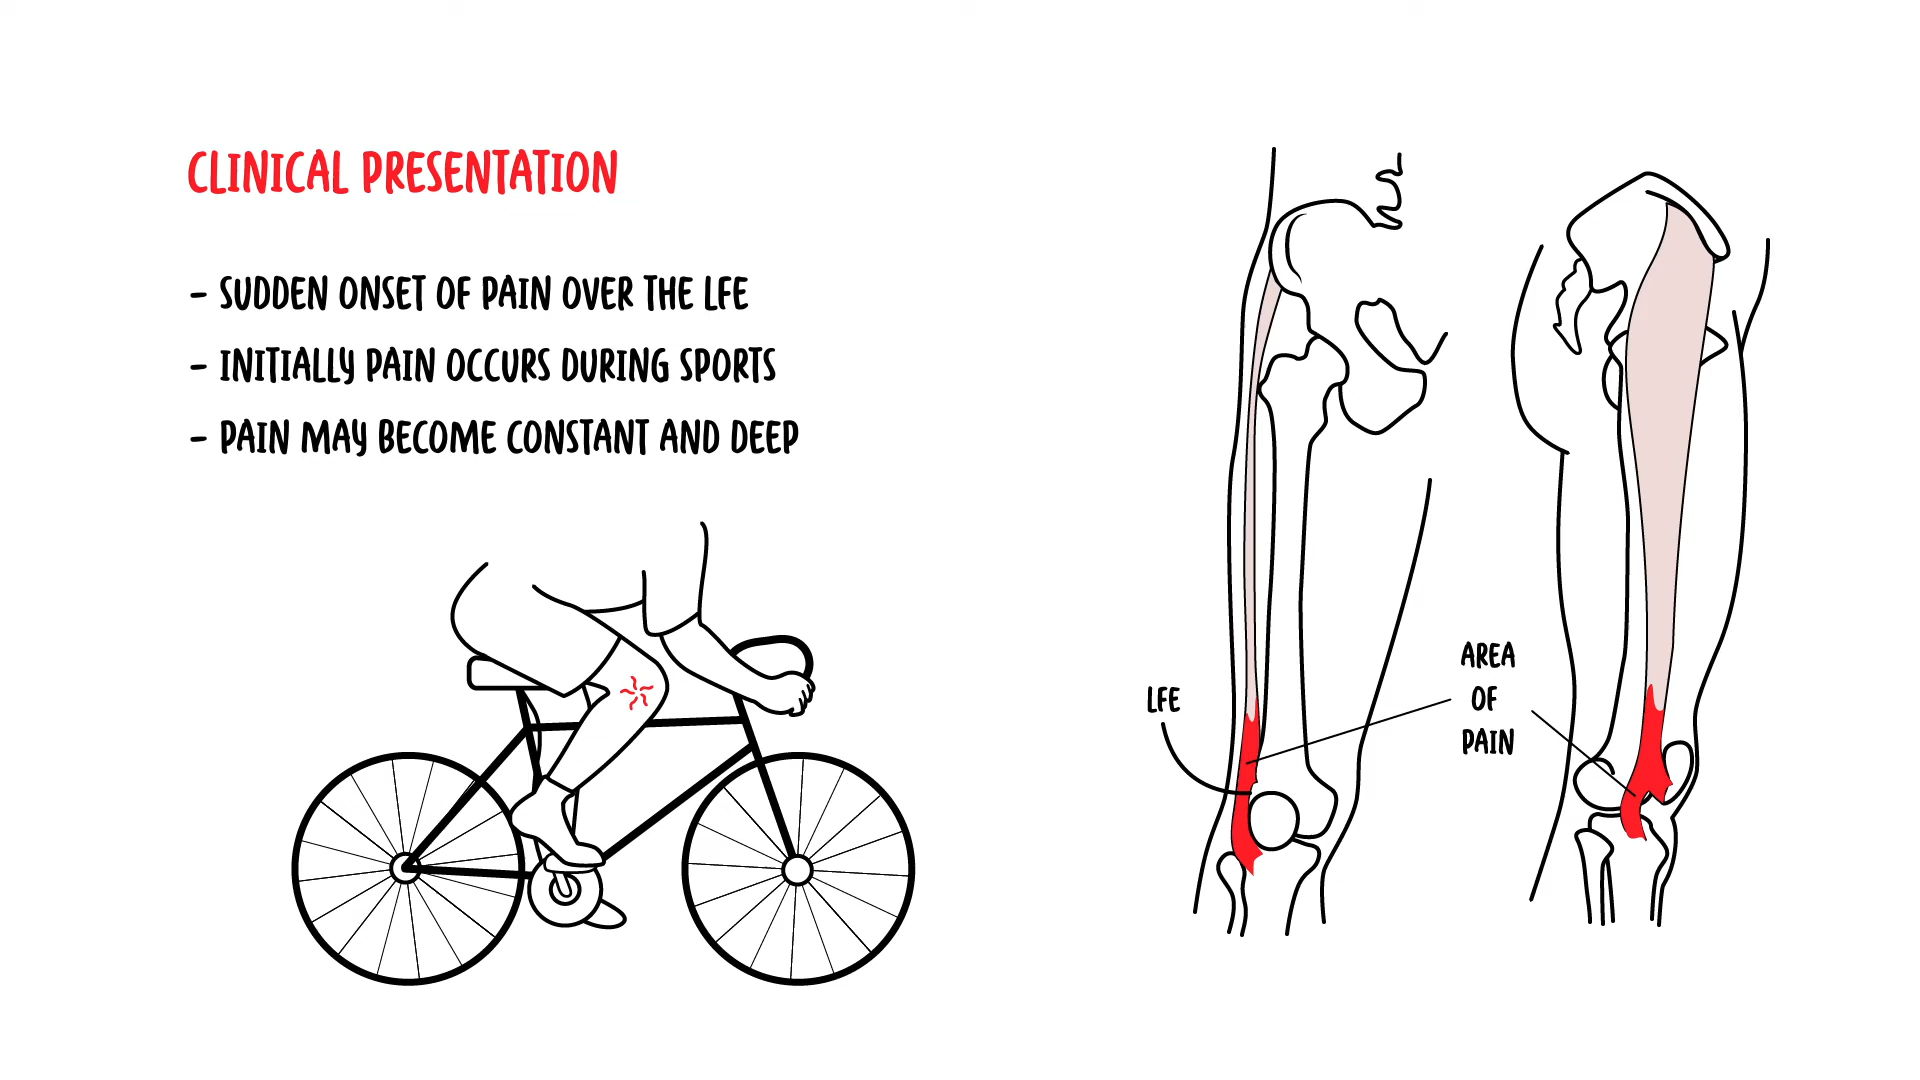 CLINICAL PRESENTATION
- SUDDEN ONSET OF PAIN OVER THE LFE
- INITIALLY PAIN OCCURS DURING SPORTS
- PAIN MAY BECOME CONSTANT AND DEEP
LFE
AREA
OF
PAIN